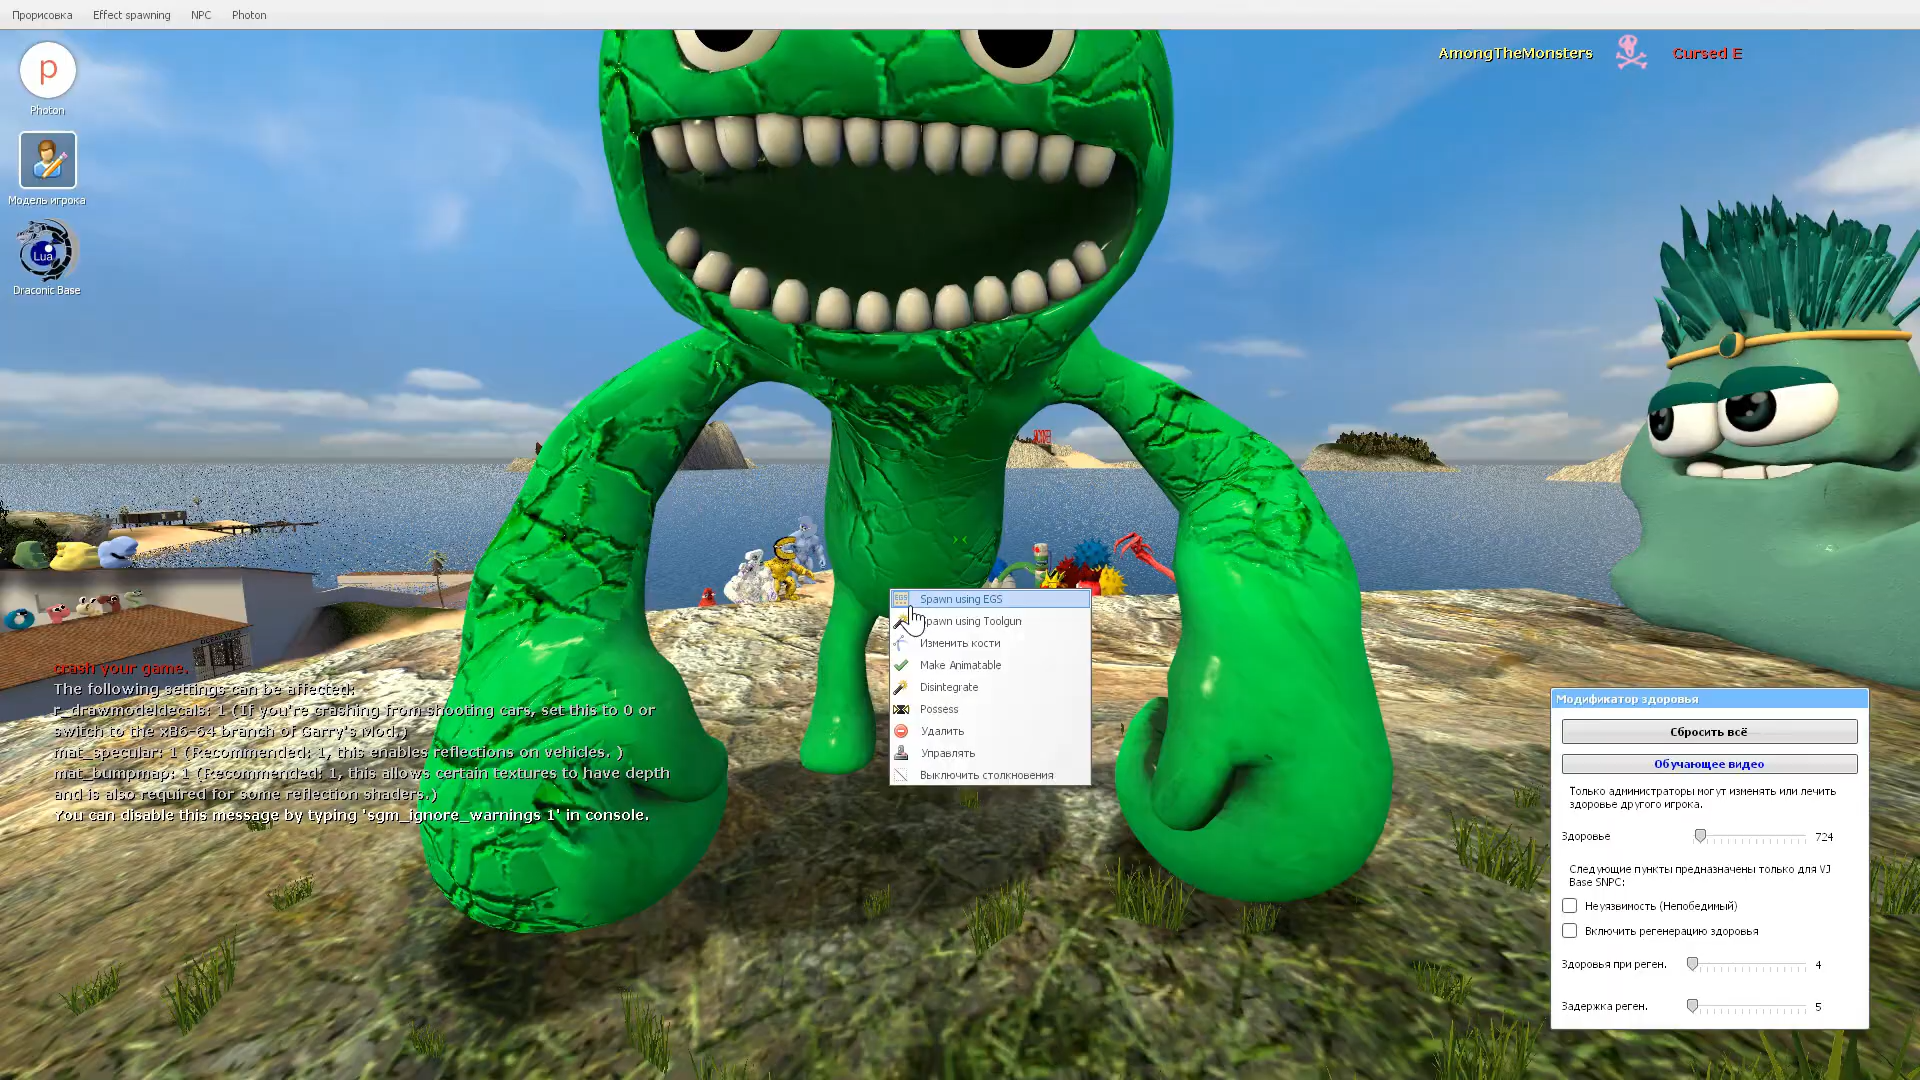 Прорисовка
Effect spawning
NPC
Photon
AmongTheMonsters
Cursed E
p
Photon
Модель игрока
Lua
Draconic Base
crash your game.
The following settings can be affected:
r_drawmodeldecals: 1 (If you're crashing from shooting cars, set this to 0 or
switch to the x86-64 branch of Garry's Mod.)
mat_specular: 1 (Recommended: 1, this enables reflections on vehicles. )
mat_bumpmap: 1 (Recommended: 1, this allows certain textures to have depth
and is also required for some reflection shaders.)
You can disable this message by typing 'sgm_ignore_warnings 1' in console.
EGS
Spawn using EGS
Spawn using Toolgun
Изменить кости
Make Animatable
Disintegrate
Possess
Удалить
Управлять
Выключить столкновения
Модификатор здоровья
Сбросить всё
Обучающее видео
Только администраторы могут изменять или лечить
здоровье другого игрока.
Здоровье
724
Следующие пункты предназначены только для VJ
Base SNPC:
Неуязвимость (Непобедимый)
Включить регенерацию здоровья
Здоровья при реген.
4
Задержка реген.
5